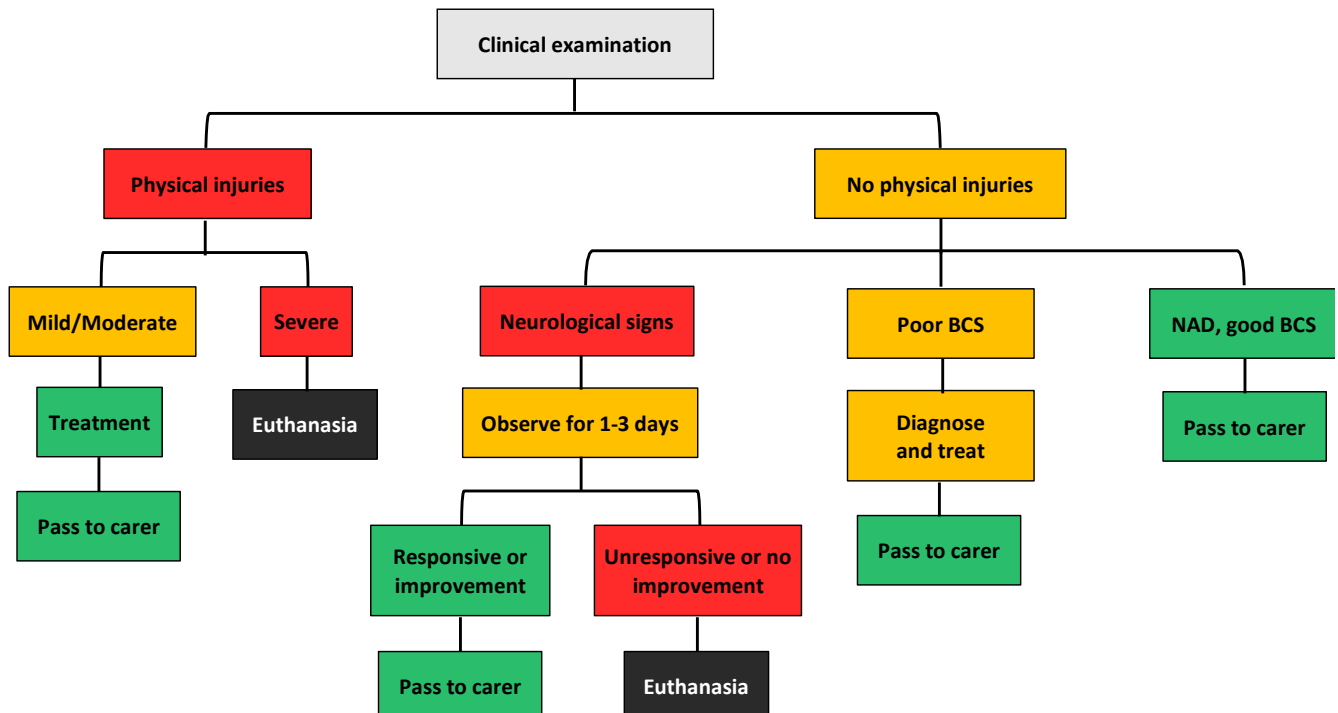 Clinical examination
Physical injuries
No physical injuries
Mild/Moderate
Severe
Neurological signs
Poor BCS
NAD, good BCS
Treatment
Euthanasia
Observe for 1-3 days
Diagnose
and treat
Pass to carer
Pass to carer
Responsive or
improvement
Unresponsive or no
improvement
Pass to carer
Pass to carer
Euthanasia